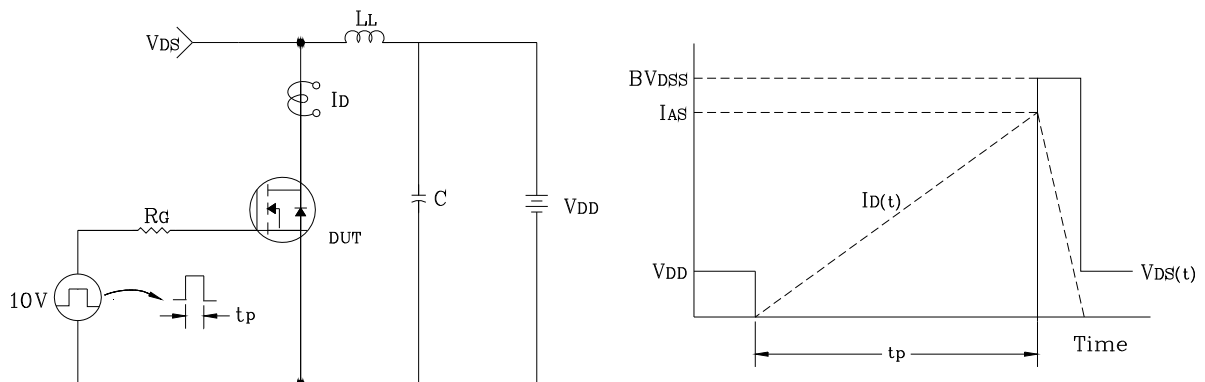 LL
VDS
ID
RG
C
VDD
DUT
10V
tp
BVDSS
IAS
ID(t)
VDD
VDS(t)
Time
tp